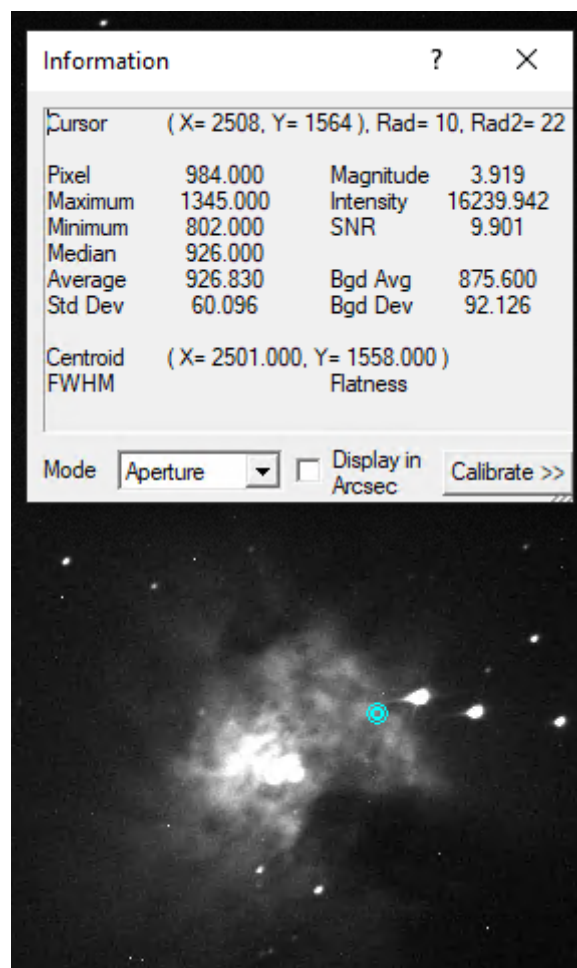 Information ? ×
Cursor ( X= 2508, Y= 1564 ), Rad= 10, Rad2= 22
Pixel 984.000 Magnitude 3.919
Maximum 1345.000 Intensity 16239.942
Minimum 802.000 SNR 9.901
Median 926.000
Average 926.830 Bgd Avg 875.600
Std Dev 60.096 Bgd Dev 92.126
Centroid ( X= 2501.000, Y= 1558.000 )
FWHM Flatness
Mode Aperture Display in Arcsec Calibrate >>